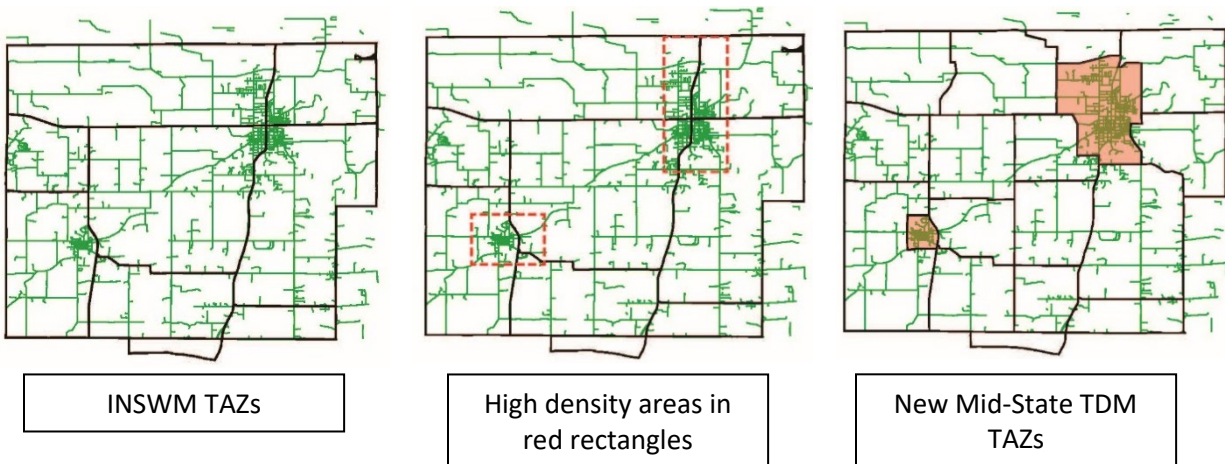 INSWM TAZs
High density areas in
red rectangles
New Mid-State TDM
TAZs